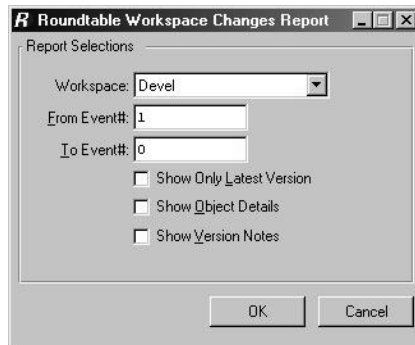 R Roundtable Workspace Changes Report
Report Selections
Workspace: Devel
From Event#: 1
To Event#: 0
Show Only Latest Version
Show Object Details
Show Version Notes
OK Cancel